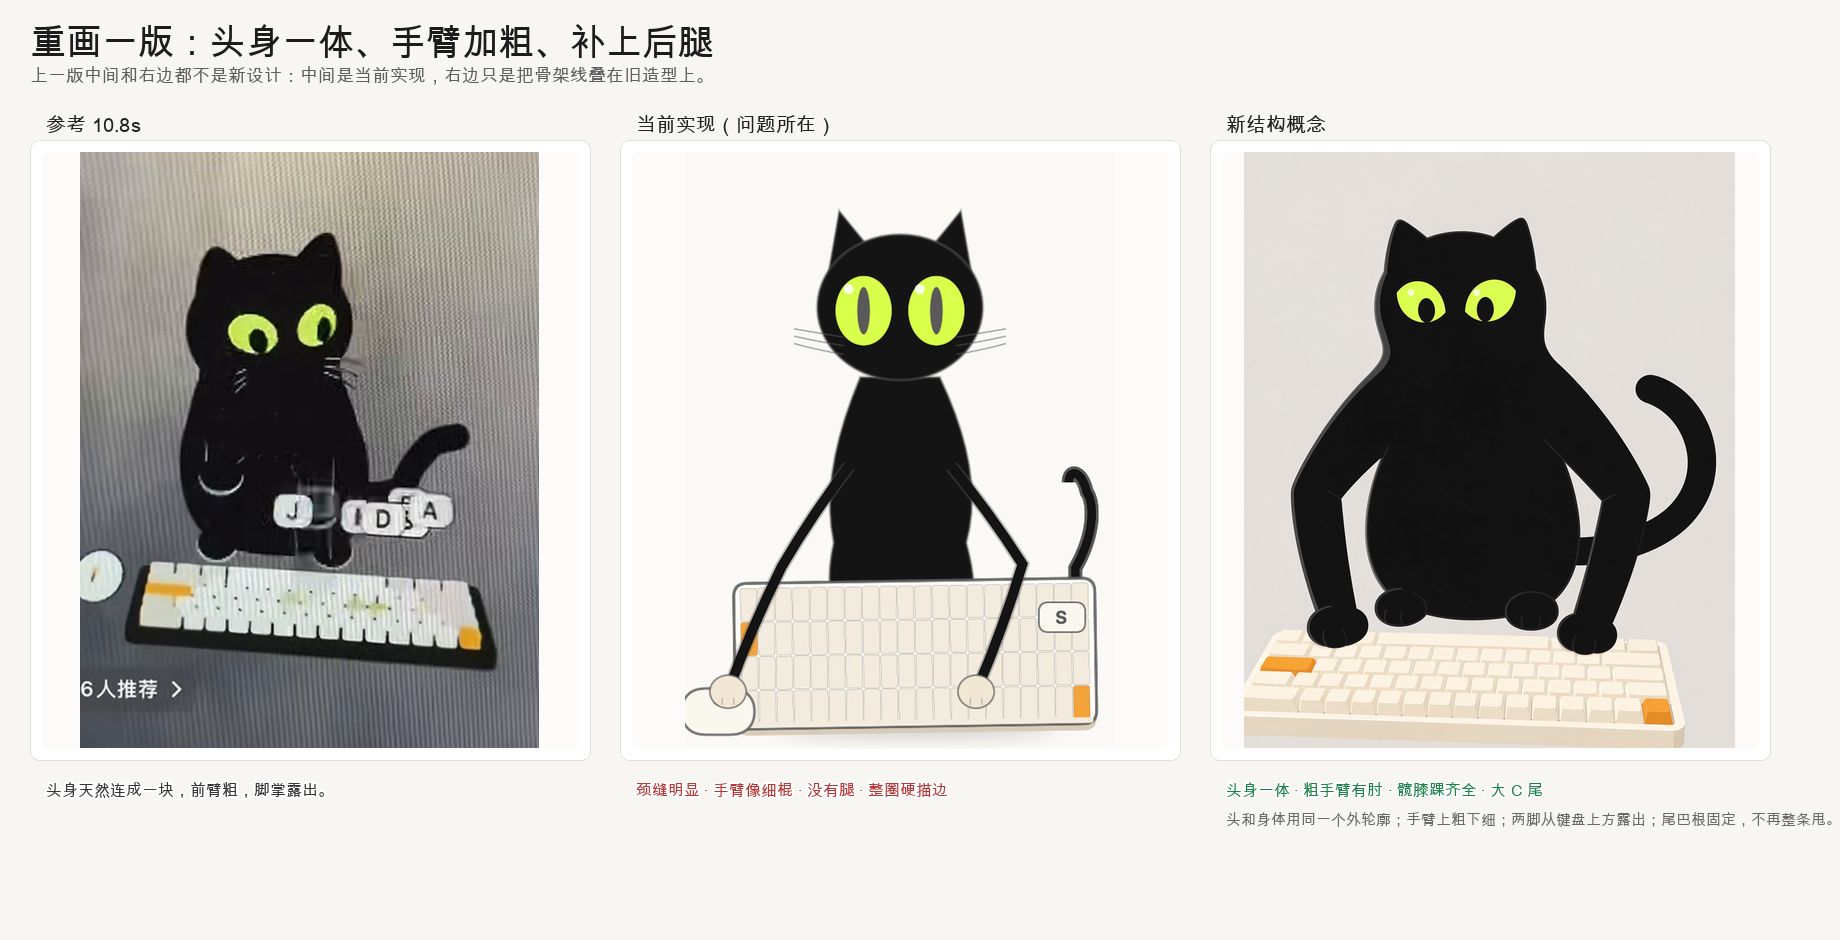 重画一版：头身一体、手臂加粗、补上后腿
上一版中间和右边都不是新设计：中间是当前实现，右边只是把骨架线叠在旧造型上。
参考 10.8s
当前实现（问题所在）
新结构概念
J
D
A
S
6人推荐
头身天然连成一块，前臂粗，脚掌露出。
颈缝明显 · 手臂像细棍 · 没有腿 · 整圈硬描边
头身一体 · 粗手臂有肘 · 髋膝踝齐全 · 大 C 尾
头和身体用同一个外轮廓；手臂上粗下细；两脚从键盘上方露出；尾巴根固定，不再整条甩。